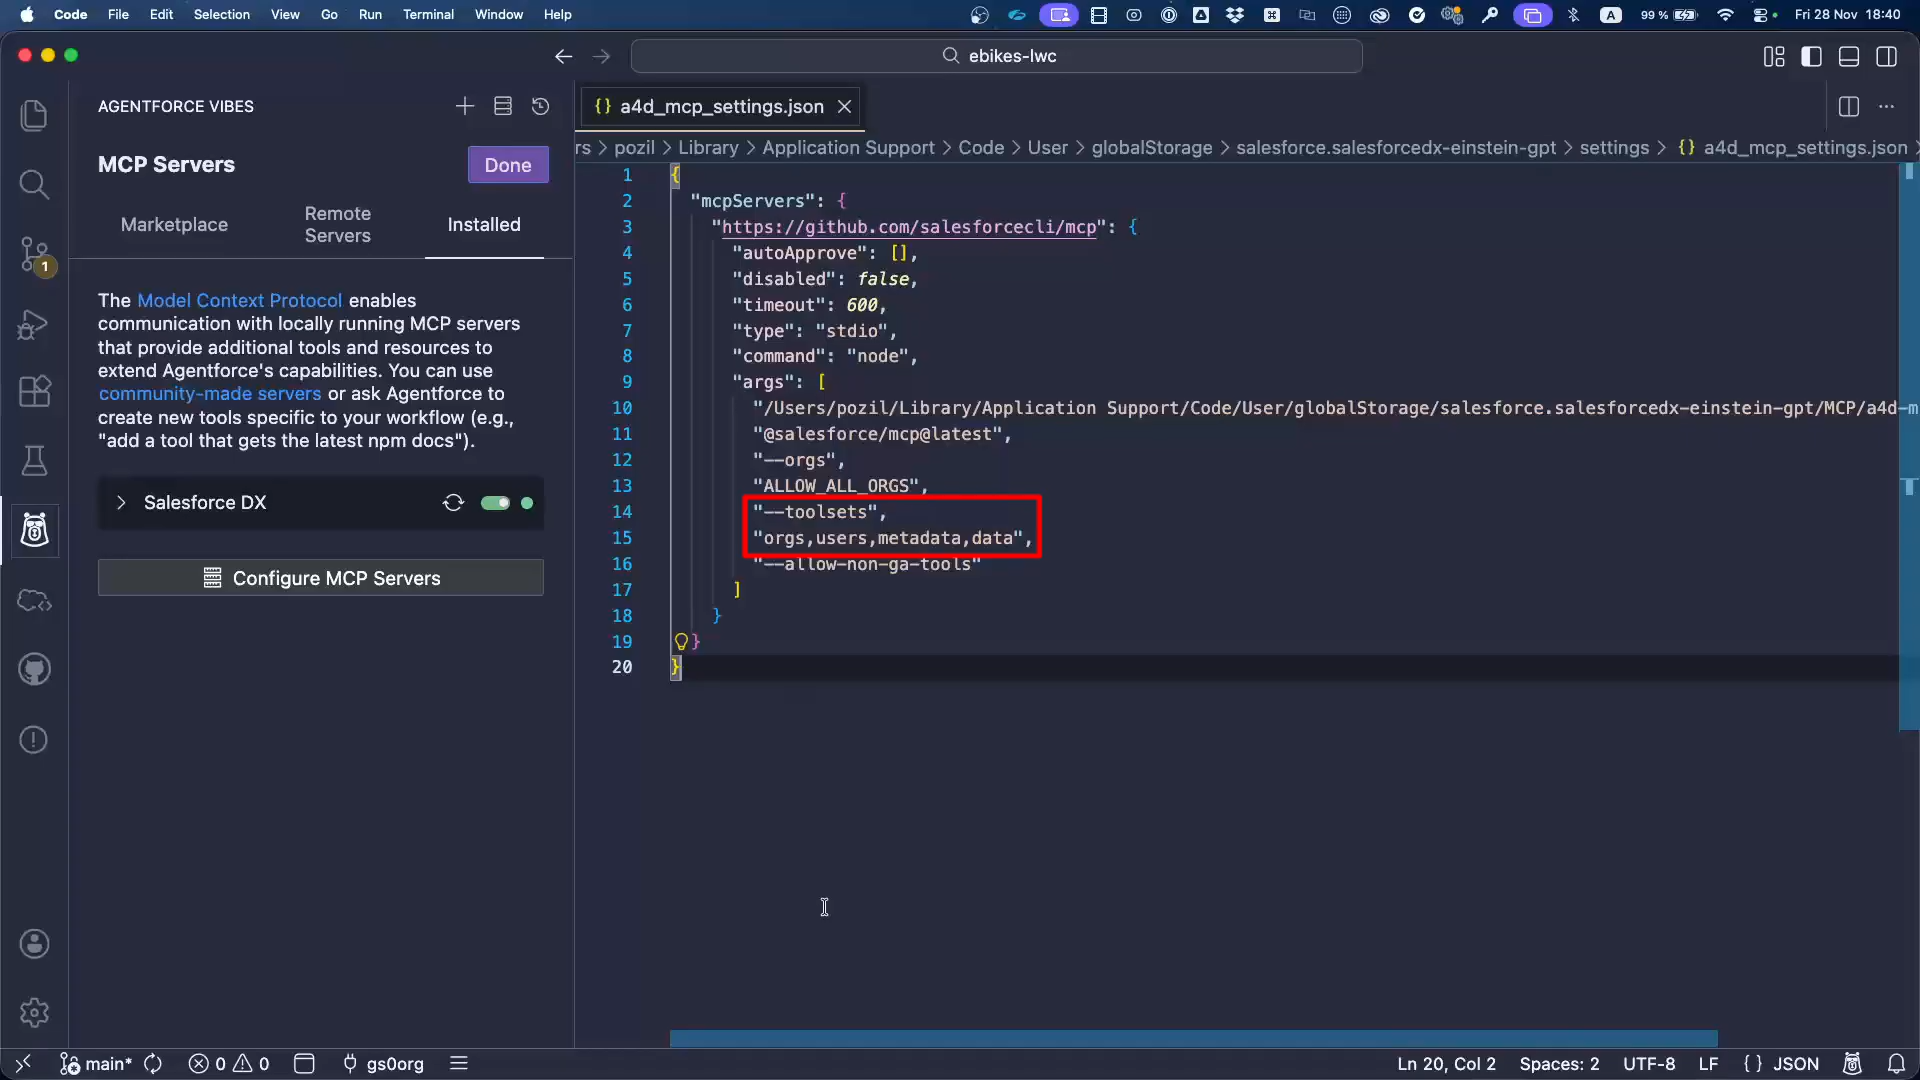 Code File Edit Selection View Go Run Terminal Window Help
A 99 % Fri 28 Nov 18:40
ebikes-lwc
AGENTFORCE VIBES
MCP Servers
Done
Marketplace
Remote Servers
Installed
The Model Context Protocol enables
communication with locally running MCP servers
that provide additional tools and resources to
extend Agentforce's capabilities. You can use
community-made servers or ask Agentforce to
create new tools specific to your workflow (e.g.,
"add a tool that gets the latest npm docs").
Salesforce DX
Configure MCP Servers
1
{} a4d_mcp_settings.json
rs > pozil > Library > Application Support > Code > User > globalStorage > salesforce.salesforcedx-einstein-gpt > settings > {} a4d_mcp_settings.json >
1 {
2 "mcpServers": {
3 "https://github.com/salesforcecli/mcp": {
4 "autoApprove": [],
5 "disabled": false,
6 "timeout": 600,
7 "type": "stdio",
8 "command": "node",
9 "args": [
10 "/Users/pozil/Library/Application Support/Code/User/globalStorage/salesforce.salesforcedx-einstein-gpt/MCP/a4d-m
11 "@salesforce/mcp@latest",
12 "--orgs",
13 "ALLOW_ALL_ORGS",
14 "--toolsets",
15 "orgs,users,metadata,data",
16 "--allow-non-ga-tools"
17 ]
18 }
19 }
20 }
main* 0 0 gs0org
Ln 20, Col 2 Spaces: 2 UTF-8 LF {} JSON